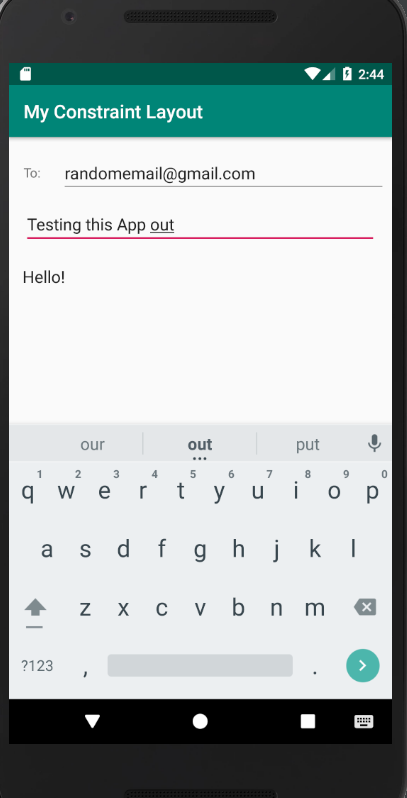 2:44
My Constraint Layout
To: randomemail@gmail.com
Testing this App out
Hello!
our out put
1 2 3 4 5 6 7 8 9 0
q w e r t y u i o p
a s d f g h j k l
z x c v b n m
?123 , .